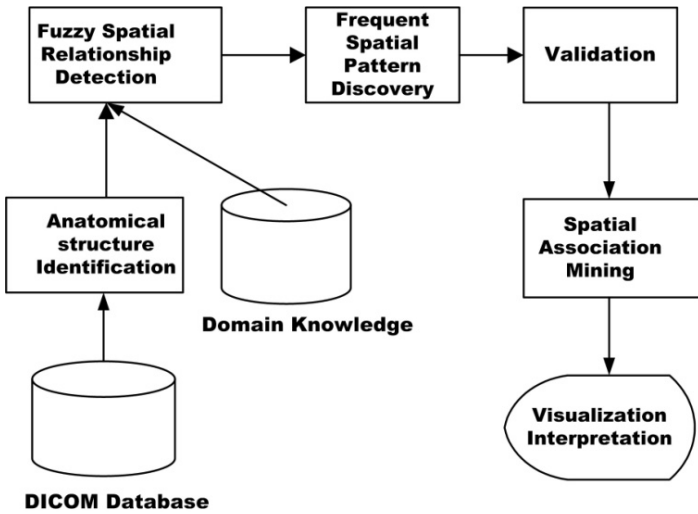 Fuzzy Spatial
Relationship
Detection
Frequent
Spatial
Pattern
Discovery
Validation
Anatomical
structure
Identification
Domain Knowledge
Spatial
Association
Mining
DICOM Database
Visualization
Interpretation